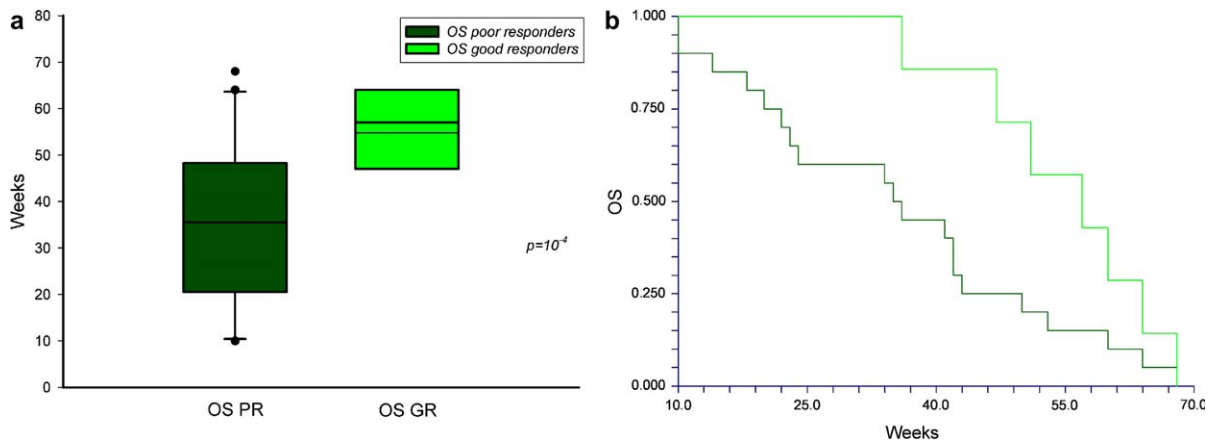 a
OS poor responders
OS good responders
Weeks
80
70
60
50
40
30
20
10
0
p=10-4
OS PR
OS GR
b
OS
1.000
0.750
0.500
0.250
0.000
10.0
25.0
40.0
55.0
70.0
Weeks